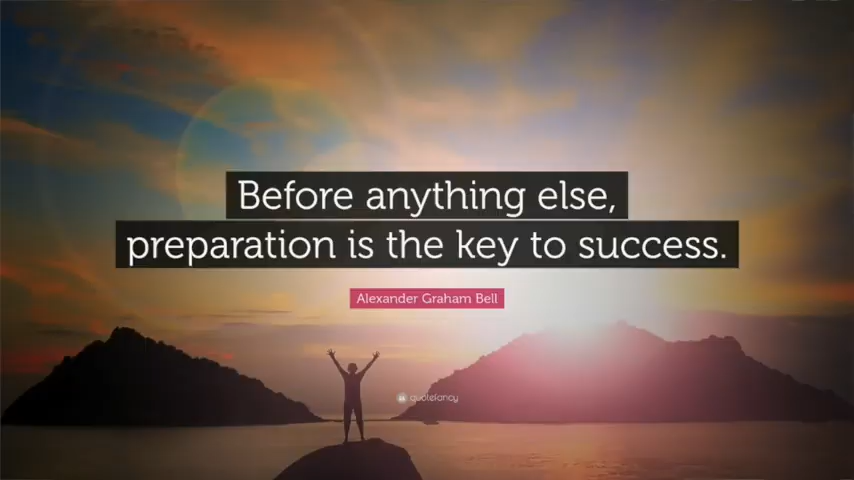 Before anything else,
preparation is the key to success.
Alexander Graham Bell
quotefancy